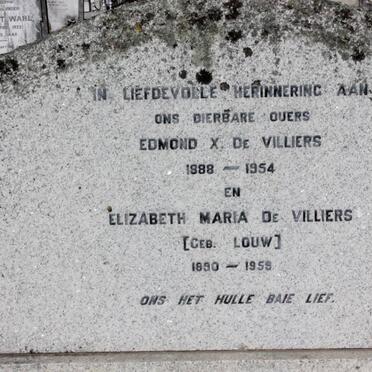 IN LIEFDEVOLLE HERINNERING AAN
ONS DIERBARE OUERS
EDMOND X. DE VILLIERS
1888 — 1954
EN
ELIZABETH MARIA DE VILLIERS
[GEB. LOUW]
1890 — 1959
ONS HET HULLE BAIE LIEF.